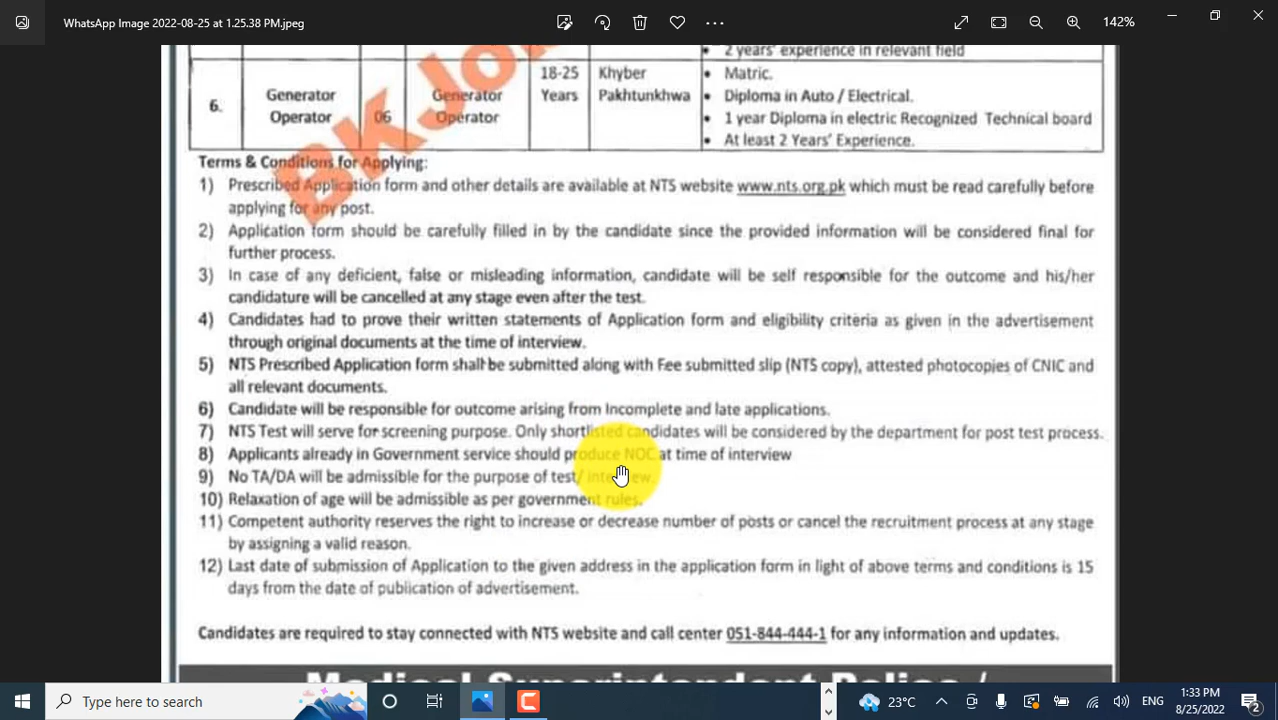 WhatsApp Image 2022-08-25 at 1.25.38 PM.jpeg
142%
2 years' experience in relevant field
6.
Generator Operator
06
Generator Operator
18-25 Years
Khyber Pakhtunkhwa
Matric.
Diploma in Auto / Electrical.
1 year Diploma in electric Recognized Technical board
At least 2 Years' Experience.
BKJo
Terms & Conditions for Applying:
1) Prescribed Application form and other details are available at NTS website www.nts.org.pk which must be read carefully before
applying for any post.
2) Application form should be carefully filled in by the candidate since the provided information will be considered final for
further process.
3) In case of any deficient, false or misleading information, candidate will be self responsible for the outcome and his/her
candidature will be cancelled at any stage even after the test.
4) Candidates had to prove their written statements of Application form and eligibility criteria as given in the advertisement
through original documents at the time of interview.
5) NTS Prescribed Application form shall be submitted along with Fee submitted slip (NTS copy), attested photocopies of CNIC and
all relevant documents.
6) Candidate will be responsible for outcome arising from Incomplete and late applications.
7) NTS Test will serve for screening purpose. Only shortlisted candidates will be considered by the department for post test process.
8) Applicants already in Government service should produce NOC at time of interview
9) No TA/DA will be admissible for the purpose of test/ interview.
10) Relaxation of age will be admissible as per government rules.
11) Competent authority reserves the right to increase or decrease number of posts or cancel the recruitment process at any stage
by assigning a valid reason.
12) Last date of submission of Application to the given address in the application form in light of above terms and conditions is 15
days from the date of publication of advertisement.
Candidates are required to stay connected with NTS website and call center 051-844-444-1 for any information and updates.
Medical Superintendent Police /
Type here to search
23°C
ENG
1:33 PM
8/25/2022
2